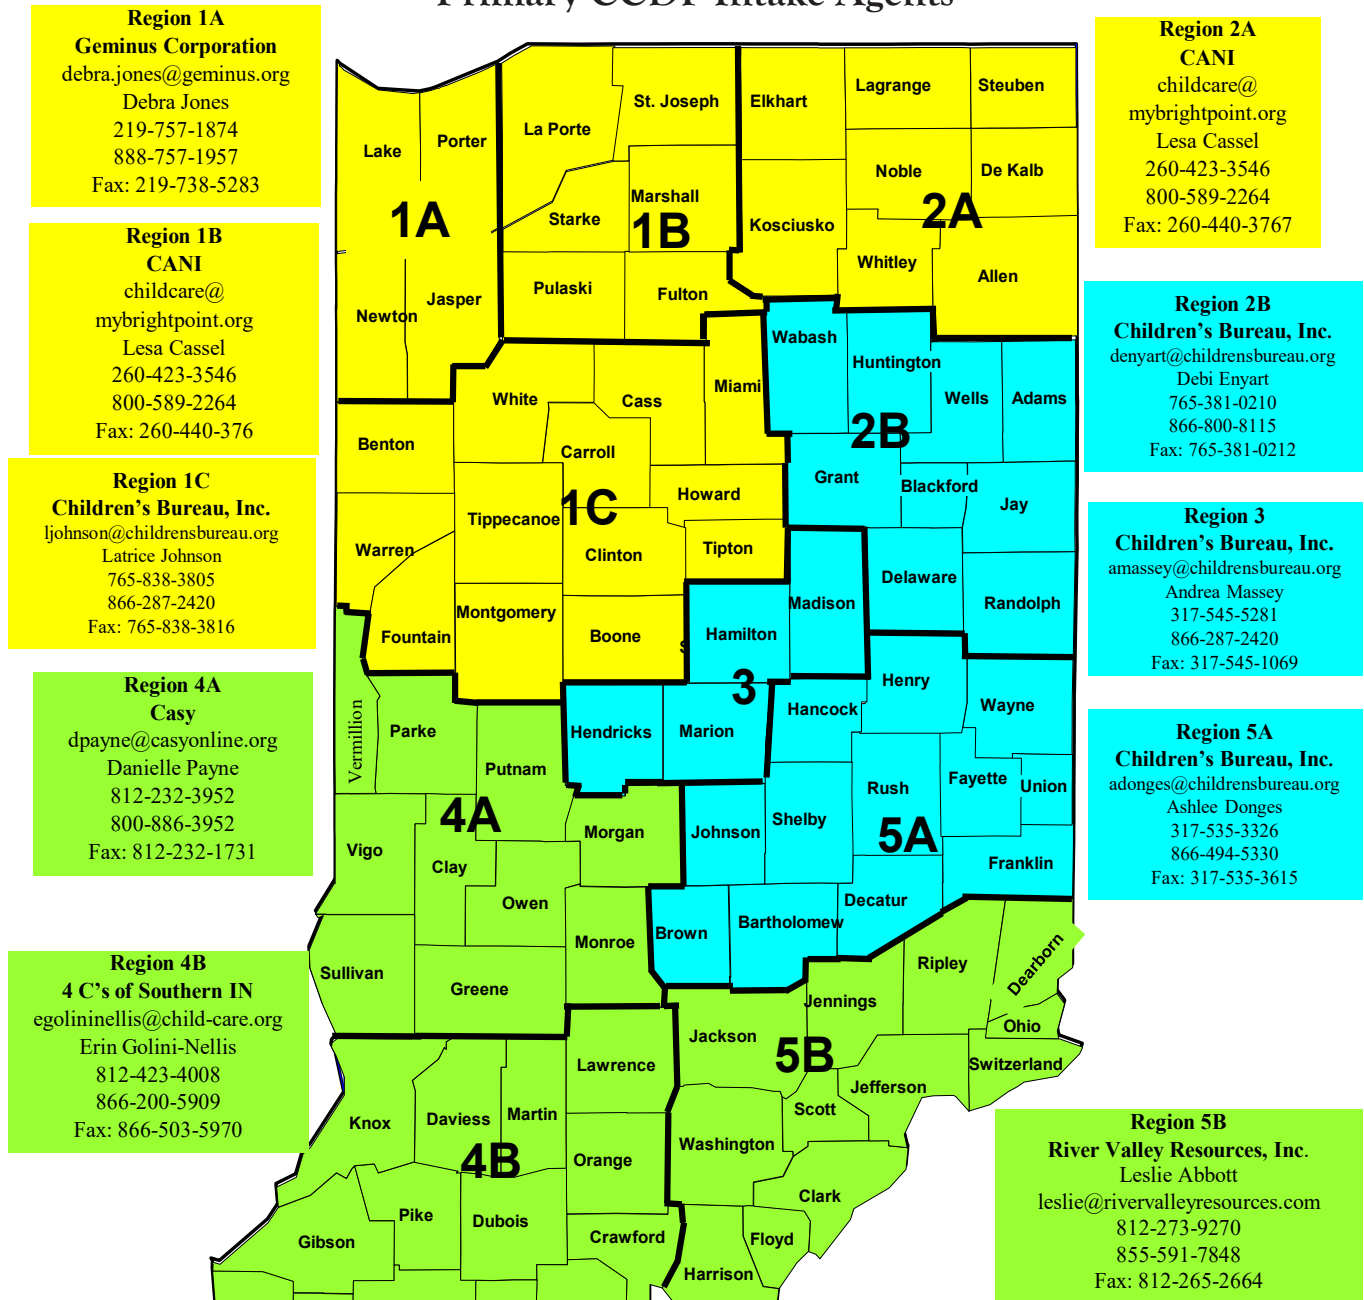 Primary CCDF Intake Agents
Region 1A
Geminus Corporation
debra.jones@geminus.org
Debra Jones
219-757-1874
888-757-1957
Fax: 219-738-5283
Region 1B
CANI
childcare@
mybrightpoint.org
Lesa Cassel
260-423-3546
800-589-2264
Fax: 260-440-376
Region 1C
Children's Bureau, Inc.
ljohnson@childrensbureau.org
Latrice Johnson
765-838-3805
866-287-2420
Fax: 765-838-3816
Region 4A
Casy
dpayne@casyonline.org
Danielle Payne
812-232-3952
800-886-3952
Fax: 812-232-1731
Region 4B
4 C's of Southern IN
egolininellis@child-care.org
Erin Golini-Nellis
812-423-4008
866-200-5909
Fax: 866-503-5970
Region 2A
CANI
childcare@
mybrightpoint.org
Lesa Cassel
260-423-3546
800-589-2264
Fax: 260-440-3767
Region 2B
Children's Bureau, Inc.
denyart@childrensbureau.org
Debi Enyart
765-381-0210
866-800-8115
Fax: 765-381-0212
Region 3
Children's Bureau, Inc.
amassey@childrensbureau.org
Andrea Massey
317-545-5281
866-287-2420
Fax: 317-545-1069
Region 5A
Children's Bureau, Inc.
adonges@childrensbureau.org
Ashlee Donges
317-535-3326
866-494-5330
Fax: 317-535-3615
Region 5B
River Valley Resources, Inc.
Leslie Abbott
leslie@rivervalleyresources.com
812-273-9270
855-591-7848
Fax: 812-265-2664
Lake
Porter
1A
Newton
Jasper
La Porte
St. Joseph
Starke
Marshall
1B
Pulaski
Fulton
Elkhart
Lagrange
Steuben
Noble
De Kalb
2A
Kosciusko
Whitley
Allen
Wabash
Huntington
Wells
Adams
2B
Grant
Blackford
Jay
Delaware
Randolph
White
Cass
Miami
Benton
Carroll
Howard
Tippecanoe
1C
Warren
Clinton
Tipton
Montgomery
Fountain
Boone
S
Madison
Hamilton
3
Hendricks
Marion
Hancock
Henry
Wayne
Rush
Fayette
Union
Johnson
Shelby
5A
Franklin
Decatur
Brown
Bartholomew
Vermillion
Parke
Putnam
4A
Morgan
Vigo
Clay
Owen
Monroe
Sullivan
Greene
Ripley
Dearborn
Jennings
Ohio
Jackson
5B
Switzerland
Jefferson
Scott
Washington
Clark
Floyd
Harrison
Lawrence
Knox
Daviess
Martin
4B
Orange
Pike
Dubois
Gibson
Crawford